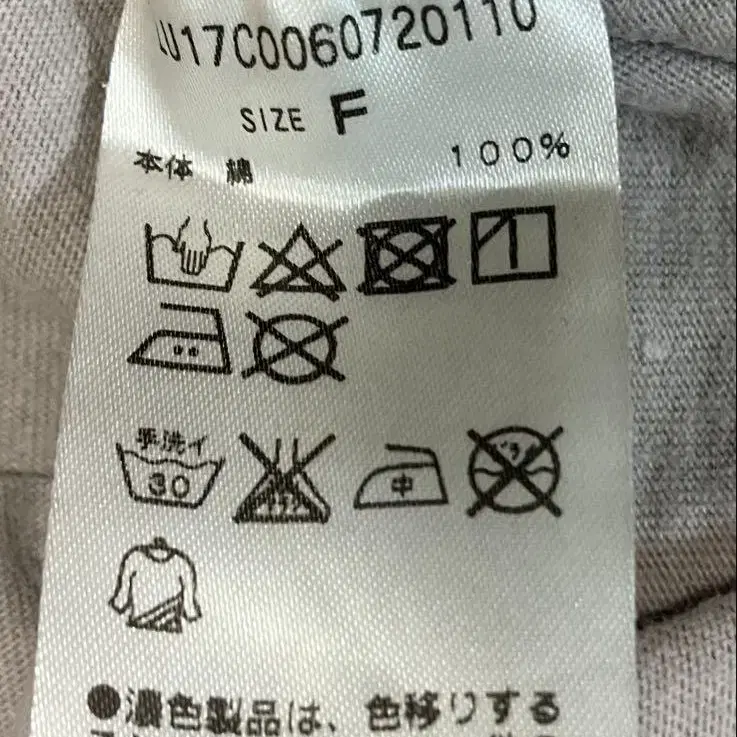 LU17C0060720110
SIZE F
本体 綿 100%
手洗イ
30
中
●濃色製品は、色移りする